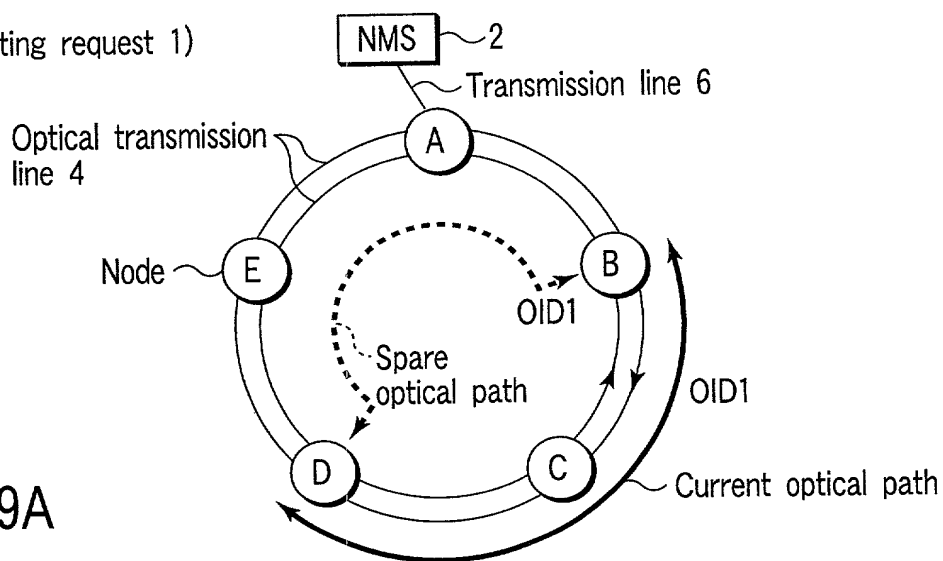 ting request 1)
NMS
2
Transmission line 6
Optical transmission
line 4
A
Node
E
B
OID1
Spare
optical path
OID1
D
C
Current optical path
9A